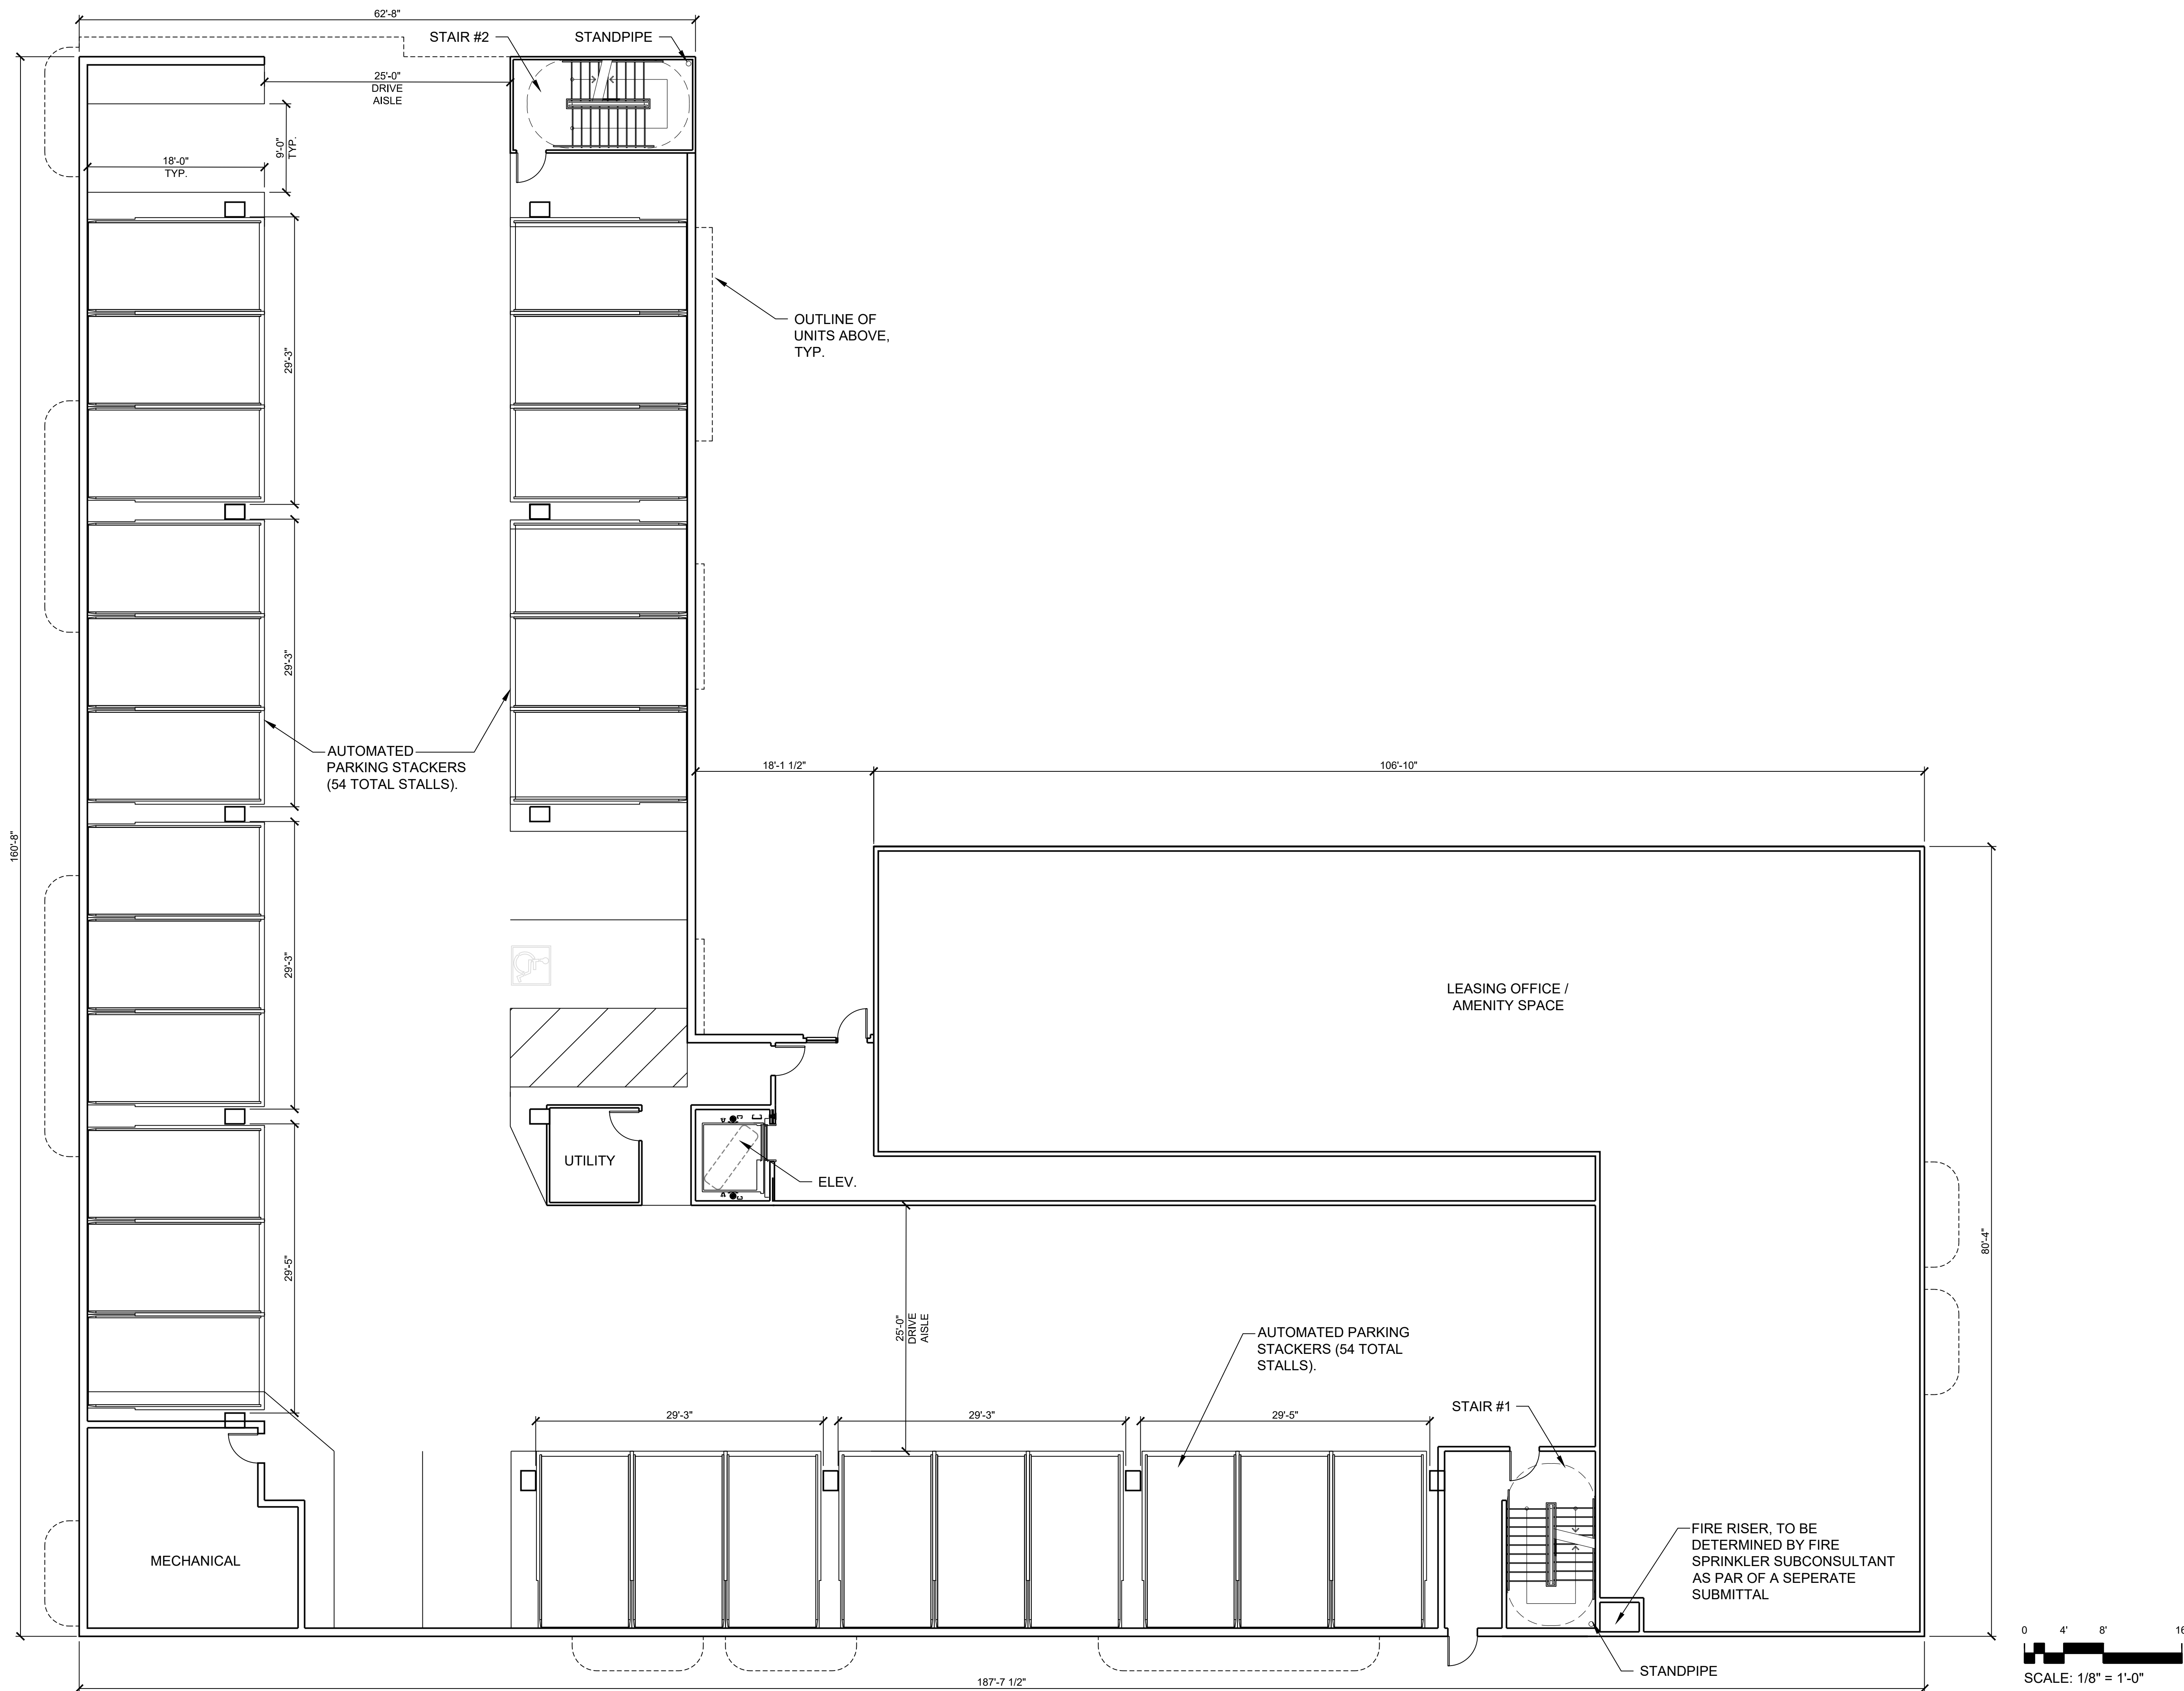 62'-8"
STAIR #2
STANDPIPE
25'-0"
DRIVE
AISLE
9'-0"
TYP.
18'-0"
TYP.
OUTLINE OF
UNITS ABOVE,
TYP.
29'-3"
29'-3"
AUTOMATED
PARKING STACKERS
(54 TOTAL STALLS).
18'-1 1/2"
106'-10"
160'-8"
29'-3"
LEASING OFFICE /
AMENITY SPACE
UTILITY
ELEV.
80'-4"
29'-5"
25'-0"
DRIVE
AISLE
AUTOMATED PARKING
STACKERS (54 TOTAL
STALLS).
29'-3"
29'-3"
29'-5"
STAIR #1
MECHANICAL
FIRE RISER, TO BE
DETERMINED BY FIRE
SPRINKLER SUBCONSULTANT
AS PAR OF A SEPERATE
SUBMITTAL
STANDPIPE
0 4' 8' 16
SCALE: 1/8" = 1'-0"
187'-7 1/2"